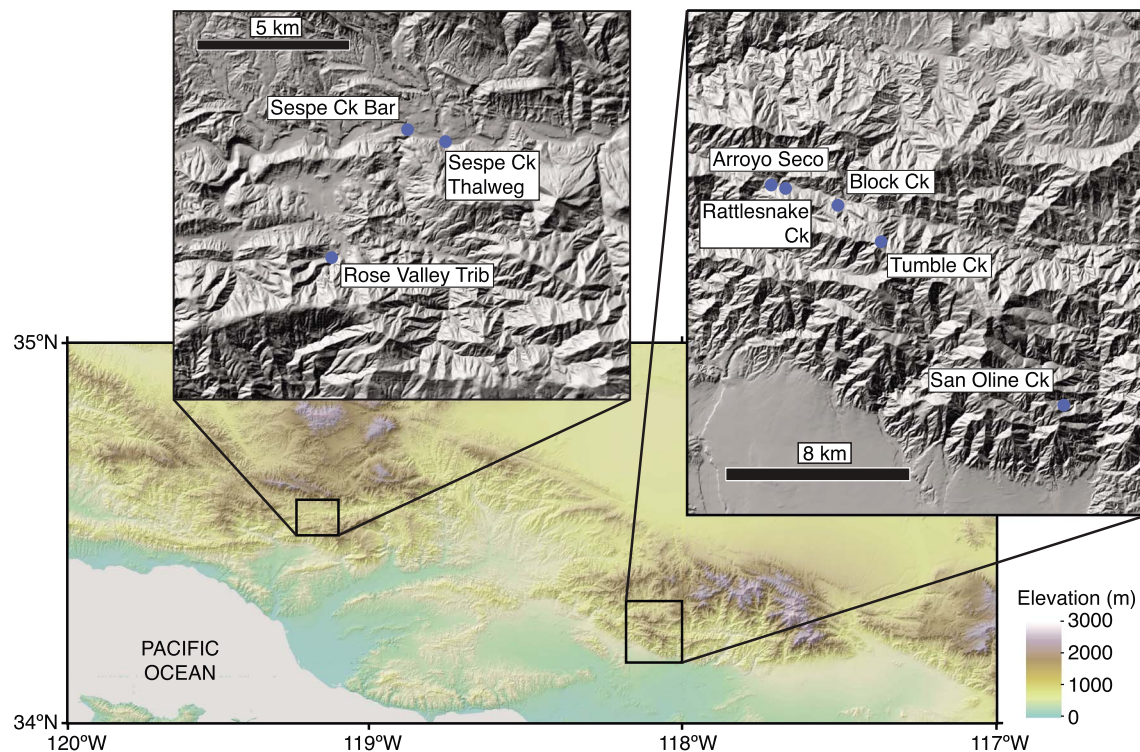 5 km
Sespe Ck Bar
Sespe Ck
Thalweg
Rose Valley Trib
Arroyo Seco
Block Ck
Rattlesnake
Ck
Tumble Ck
San Oline Ck
8 km
35°N
PACIFIC
OCEAN
Elevation (m)
3000
2000
1000
0
34°N
120°W
119°W
118°W
117°W